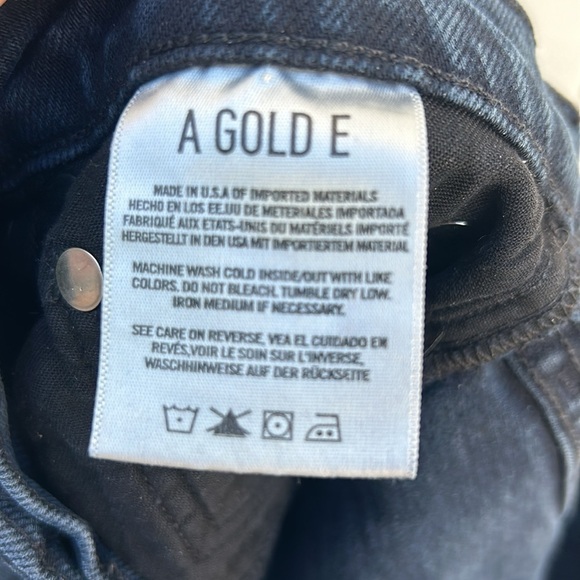 A GOLD E
MADE IN U.S.A OF IMPORTED MATERIALS
HECHO EN LOS EE.UU DE METERIALES IMPORTADA
FABRIQUÉ AUX ETATS-UNIS DU MATÉRIELS IMPORTÉ
HERGESTELLT IN DEN USA MIT IMPORTIERTEM MATERIAL
MACHINE WASH COLD INSIDE/OUT WITH LIKE
COLORS. DO NOT BLEACH. TUMBLE DRY LOW.
IRON MEDIUM IF NECESSARY.
SEE CARE ON REVERSE, VEA EL CUIDADO EN
REVÉS,VOIR LE SOIN SUR L'INVERSE,
WASCHHINWEISE AUF DER RÜCKSEITE